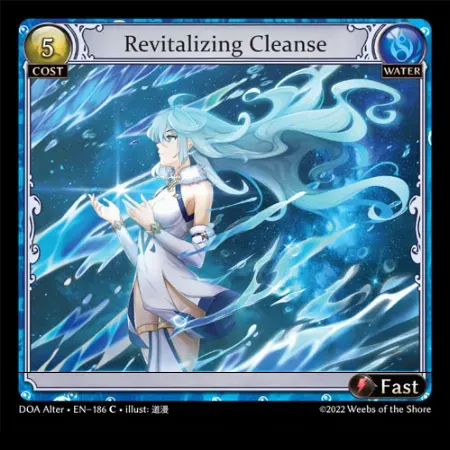 5
Revitalizing Cleanse
COST
WATER
Fast
DOA Alter • EN-186 C • illust: 道漫
©2022 Weebs of the Shore